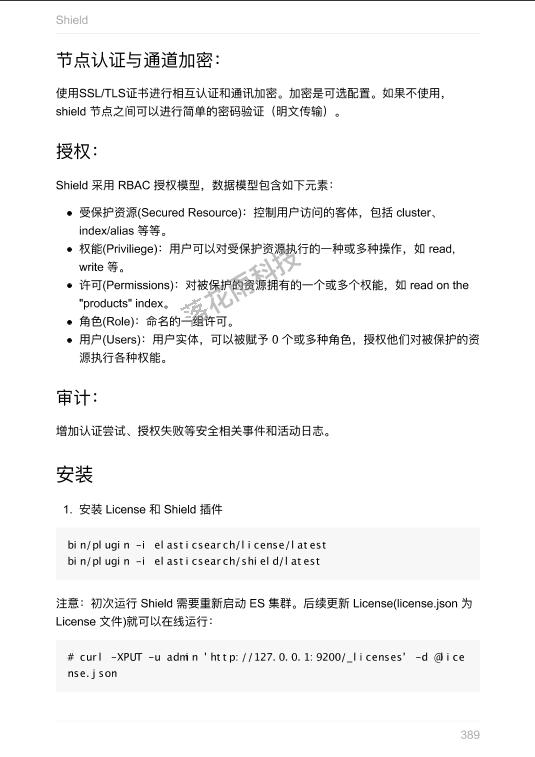 Shield
节点认证与通道加密：
使用SSL/TLS证书进行相互认证和通讯加密。加密是可选配置。如果不使用，
shield 节点之间可以进行简单的密码验证（明文传输）。
授权：
Shield 采用 RBAC 授权模型，数据模型包含如下元素：
● 受保护资源(Secured Resource)：控制用户访问的客体，包括 cluster、
index/alias 等等。
● 权能(Priviliege)：用户可以对受保护资源执行的一种或多种操作，如 read,
write 等。
● 许可(Permissions)：对被保护的资源拥有的一个或多个权能，如 read on the
"products" index。
● 角色(Role)：命名的一组许可。
● 用户(Users)：用户实体，可以被赋予 0 个或多种角色，授权他们对被保护的资
源执行各种权能。
落花雨科技
审计：
增加认证尝试、授权失败等安全相关事件和活动日志。
安装
1. 安装 License 和 Shield 插件
bin/plugin -i elasticsearch/license/latest
bin/plugin -i elasticsearch/shield/latest
注意：初次运行 Shield 需要重新启动 ES 集群。后续更新 License(license.json 为
License 文件)就可以在线运行：
# curl -XPUT -u admin 'http://127.0.0.1:9200/_licenses' -d @lice
nse.json
389